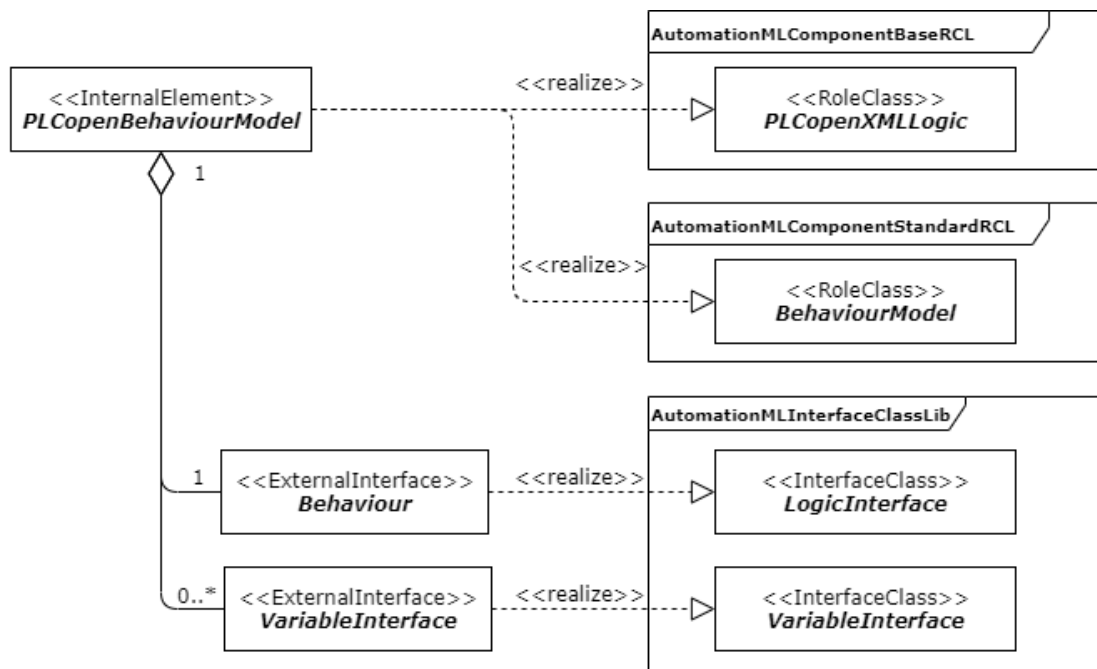 AutomationMLComponentBaseRCL
<<InternalElement>>
PLCopenBehaviourModel
<<realize>>
<<RoleClass>>
PLCopenXMLLogic
1
AutomationMLComponentStandardRCL
<<realize>>
<<RoleClass>>
BehaviourModel
AutomationMLInterfaceClassLib
1
<<ExternalInterface>>
Behaviour
<<realize>>
<<InterfaceClass>>
LogicInterface
0..*
<<ExternalInterface>>
VariableInterface
<<realize>>
<<InterfaceClass>>
VariableInterface